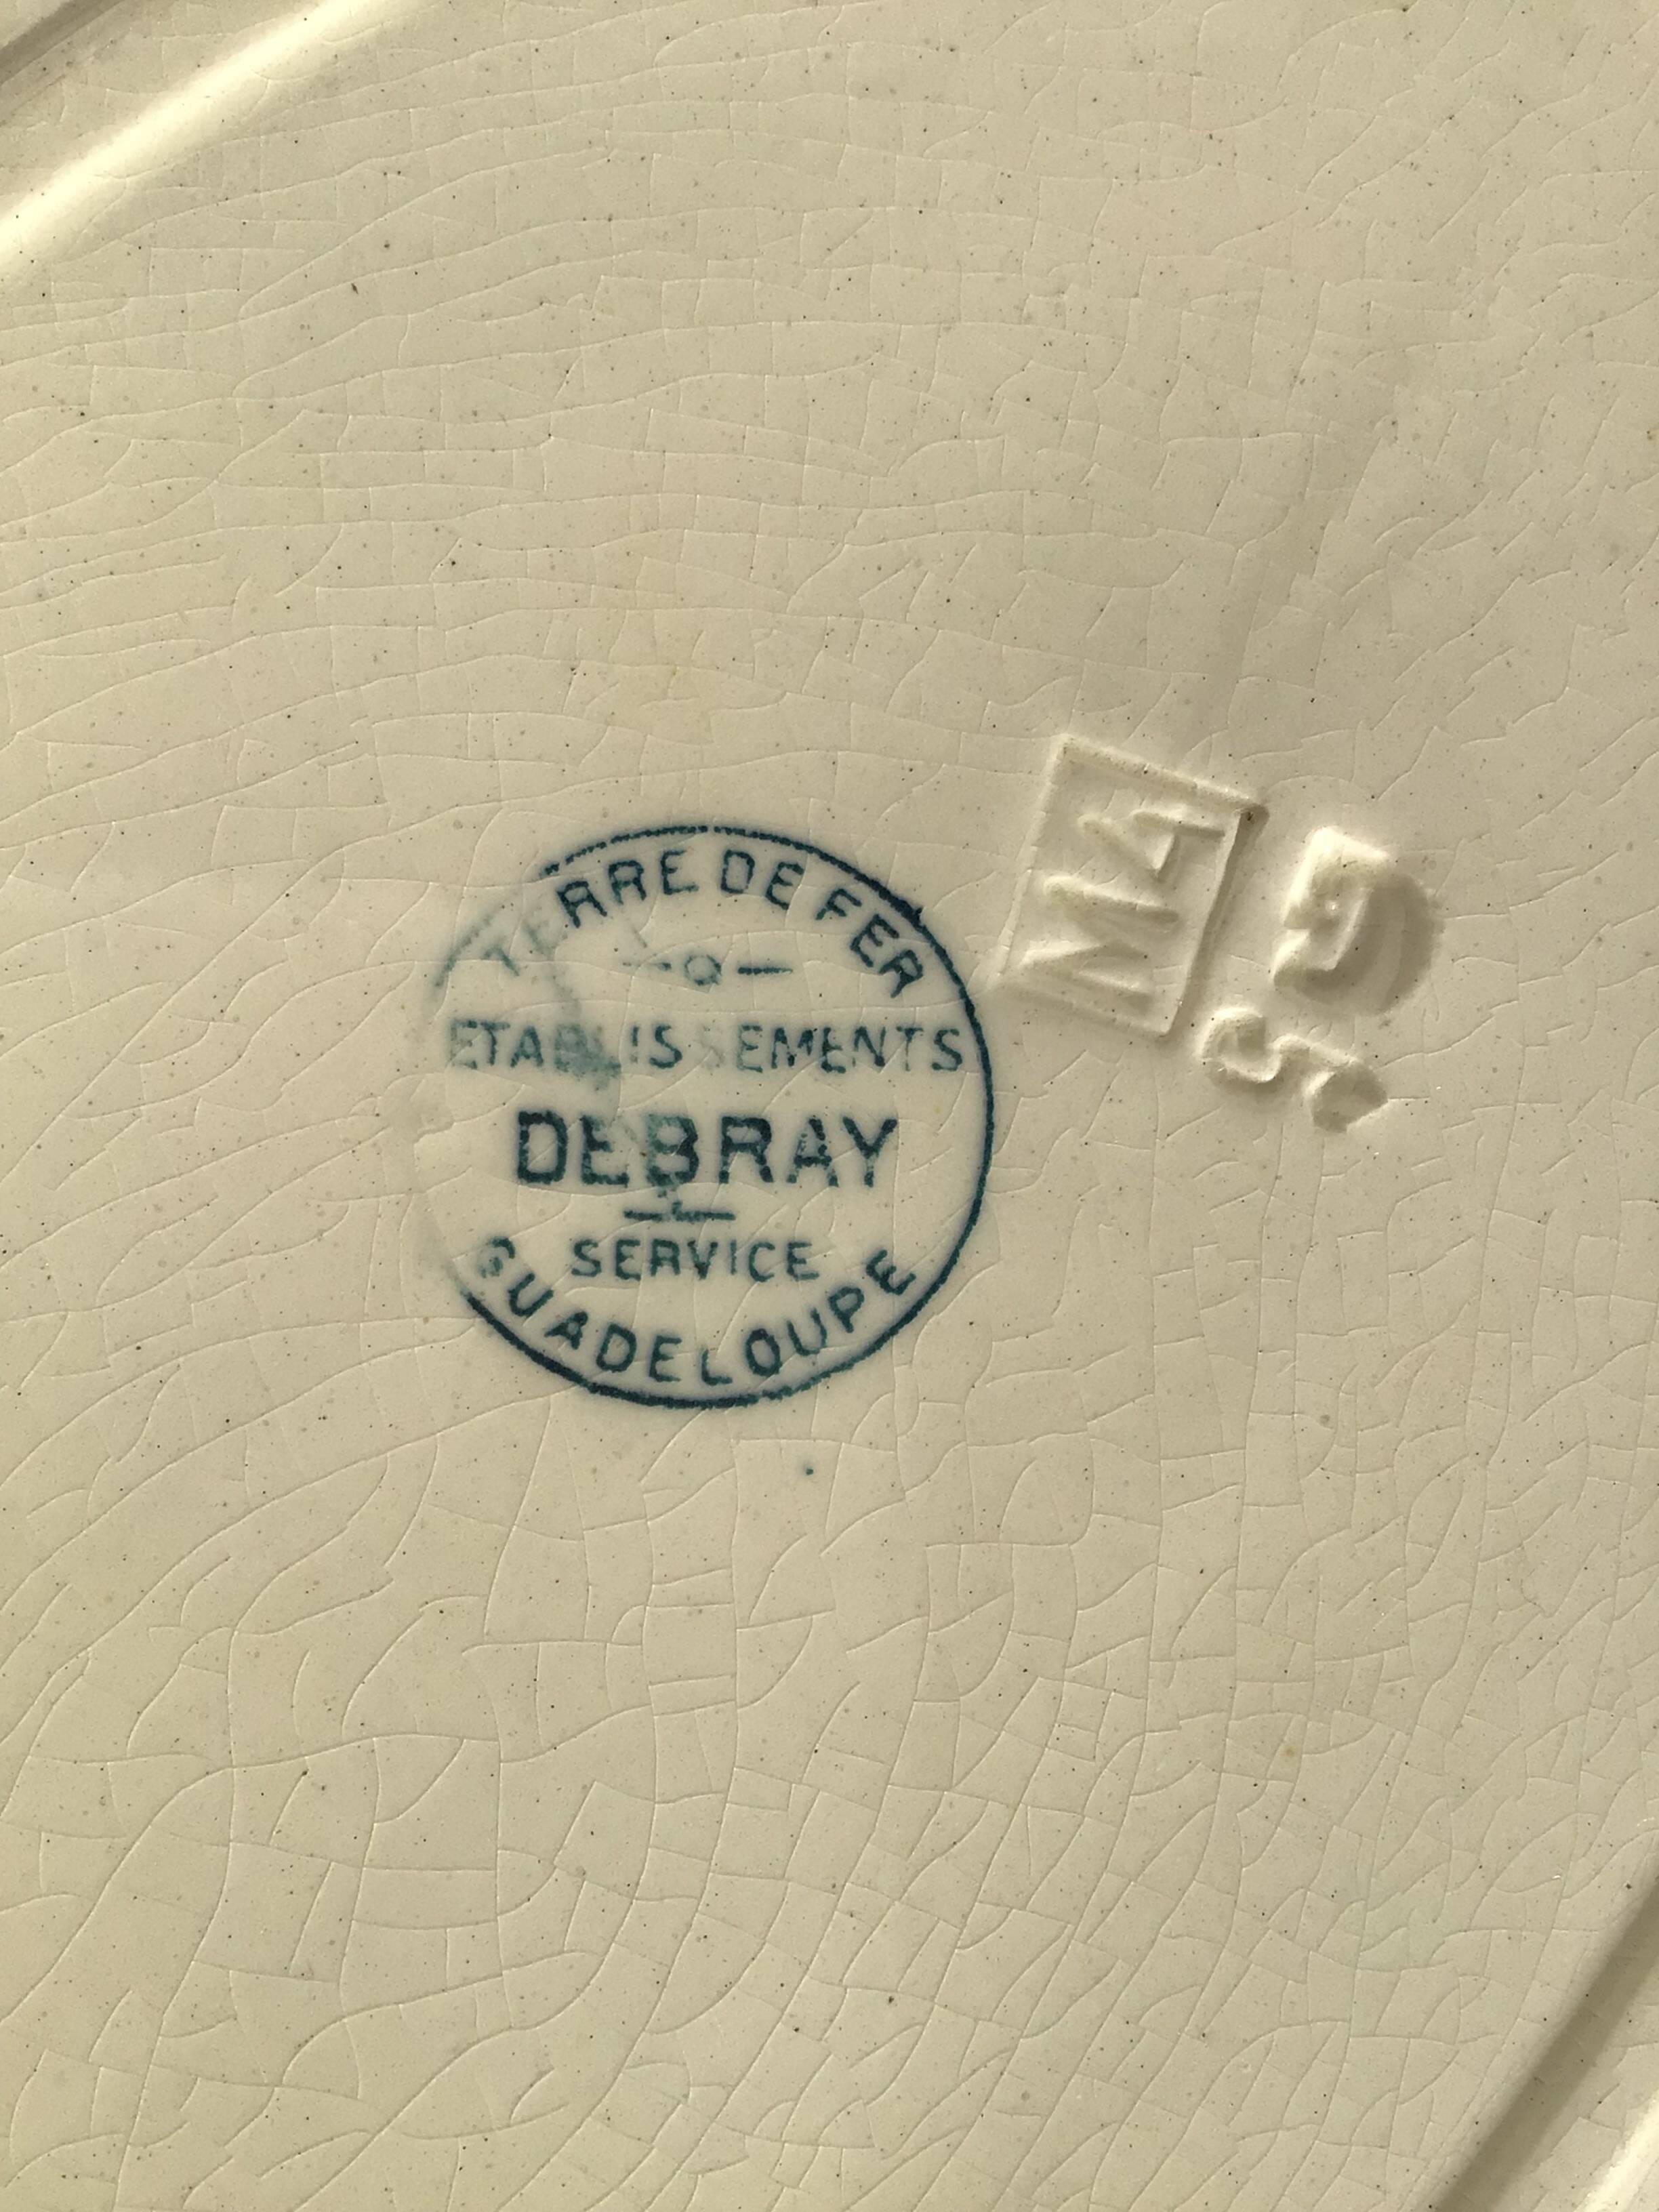 TERRE DE FER
ETABLISSEMENTS
DEBRAY
SERVICE
GUADELOUPE
M4